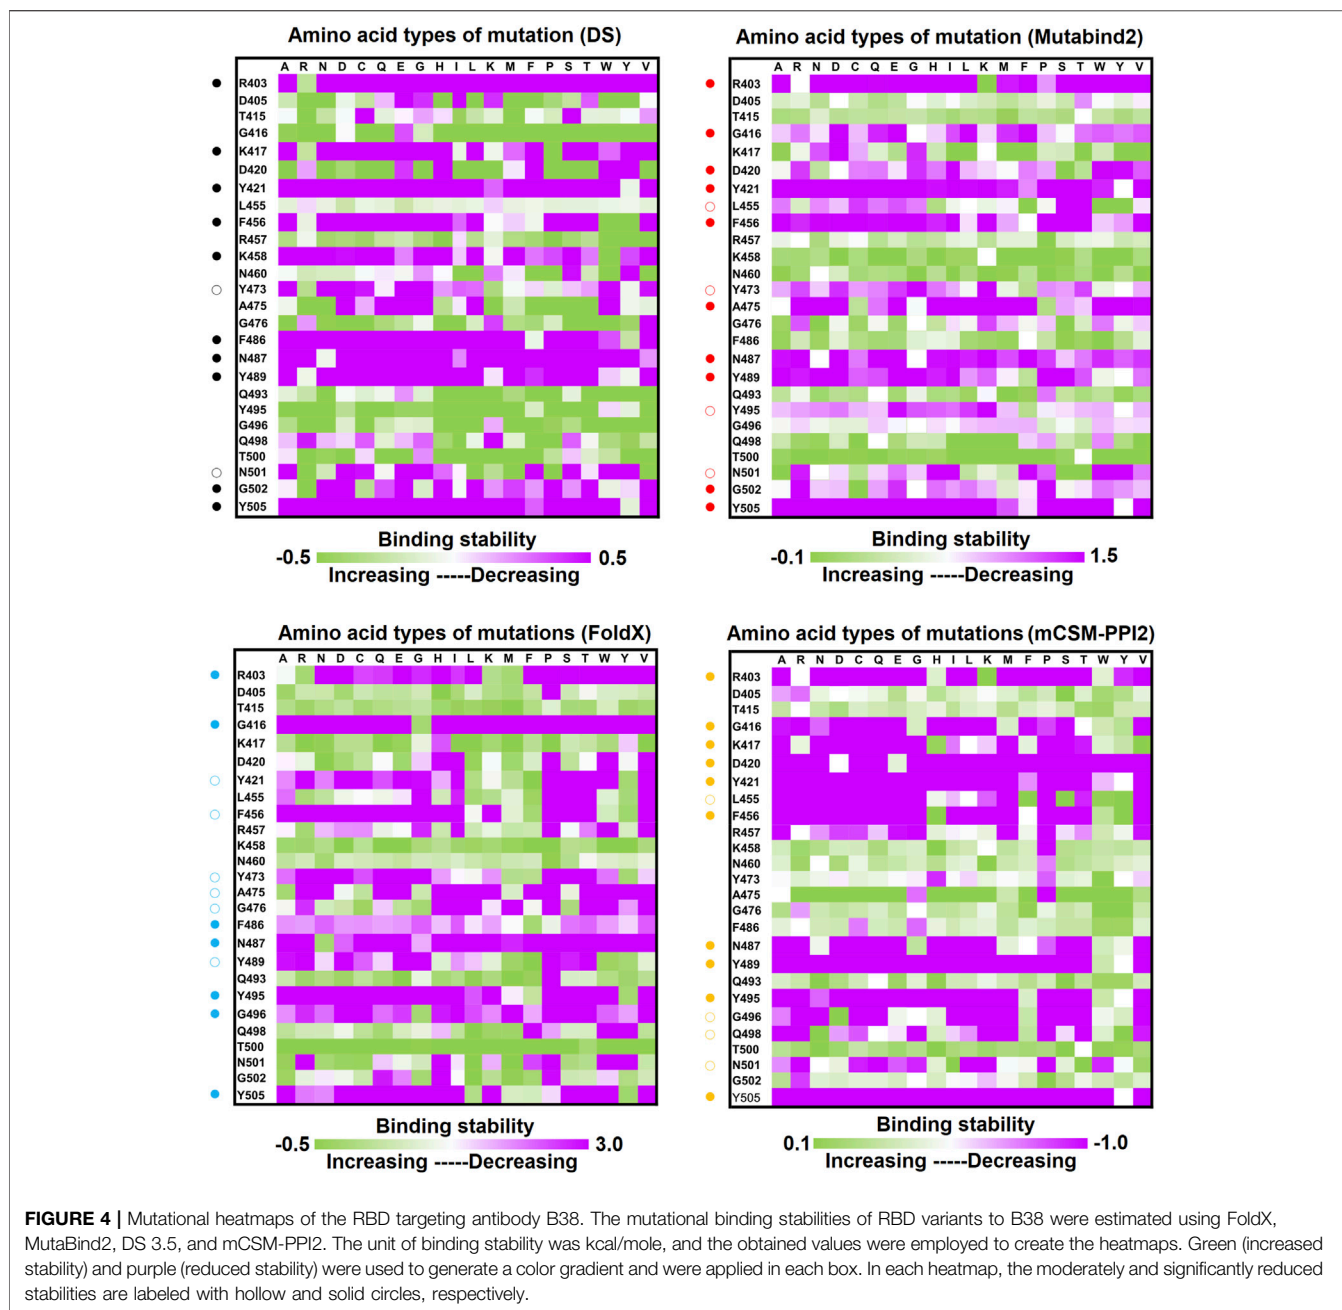 Amino acid types of mutation (DS)
A R N D C Q E G H I L K M F P S T W Y V
R403
D405
T415
G416
K417
D420
Y421
L455
F456
R457
K458
N460
Y473
A475
G476
F486
N487
Y489
Q493
Y495
G496
Q498
T500
N501
G502
Y505
Binding stability
-0.5 0.5
Increasing -----Decreasing
Amino acid types of mutation (Mutabind2)
A R N D C Q E G H I L K M F P S T W Y V
R403
D405
T415
G416
K417
D420
Y421
L455
F456
R457
K458
N460
Y473
A475
G476
F486
N487
Y489
Q493
Y495
G496
Q498
T500
N501
G502
Y505
Binding stability
-0.1 1.5
Increasing -----Decreasing
Amino acid types of mutations (FoldX)
A R N D C Q E G H I L K M F P S T W Y V
R403
D405
T415
G416
K417
D420
Y421
L455
F456
R457
K458
N460
Y473
A475
G476
F486
N487
Y489
Q493
Y495
G496
Q498
T500
N501
G502
Y505
Binding stability
-0.5 3.0
Increasing -----Decreasing
Amino acid types of mutations (mCSM-PPI2)
A R N D C Q E G H I L K M F P S T W Y V
R403
D405
T415
G416
K417
D420
Y421
L455
F456
R457
K458
N460
Y473
A475
G476
F486
N487
Y489
Q493
Y495
G496
Q498
T500
N501
G502
Y505
Binding stability
0.1 -1.0
Increasing -----Decreasing
FIGURE 4 | Mutational heatmaps of the RBD targeting antibody B38. The mutational binding stabilities of RBD variants to B38 were estimated using FoldX,
MutaBind2, DS 3.5, and mCSM-PPI2. The unit of binding stability was kcal/mole, and the obtained values were employed to create the heatmaps. Green (increased
stability) and purple (reduced stability) were used to generate a color gradient and were applied in each box. In each heatmap, the moderately and significantly reduced
stabilities are labeled with hollow and solid circles, respectively.